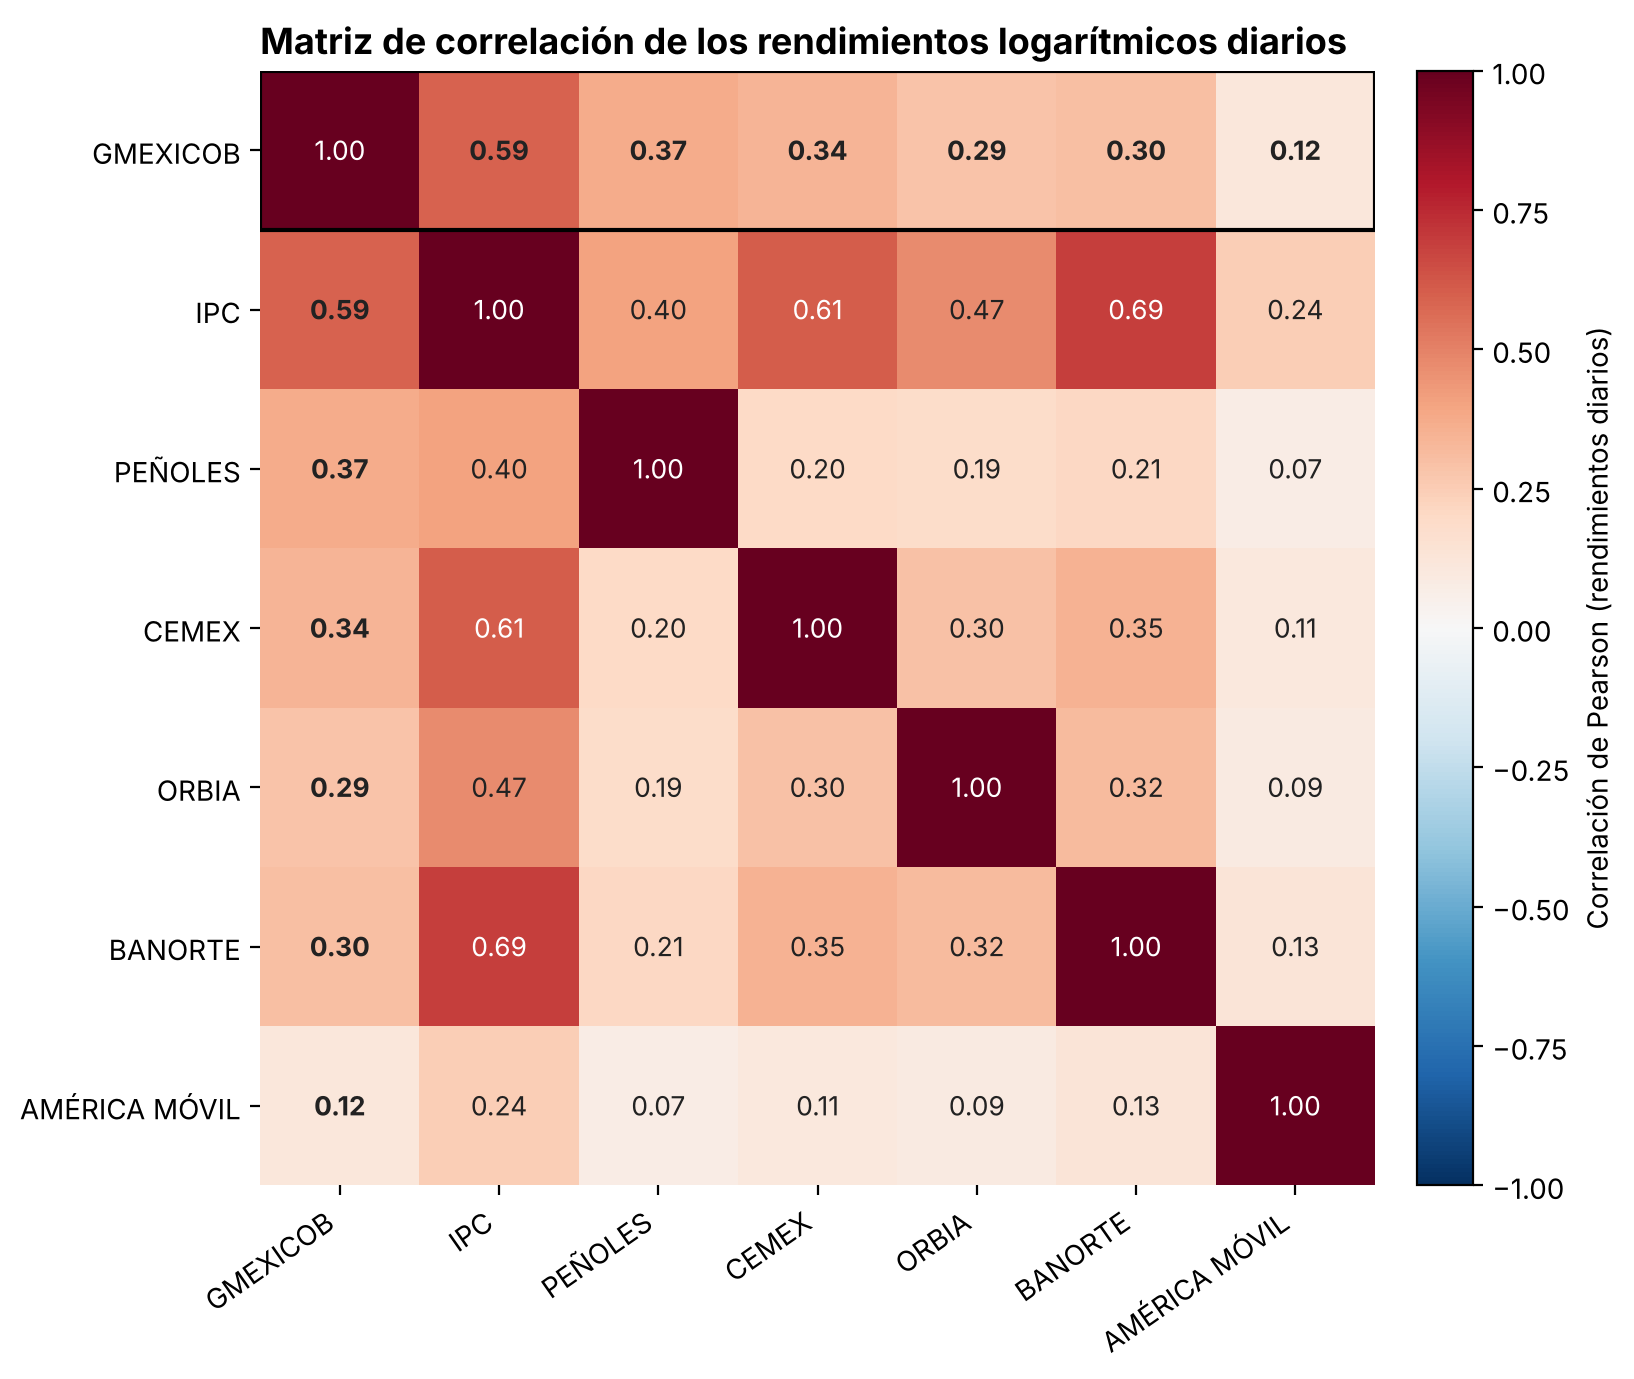 Matriz de correlación de los rendimientos logarítmicos diarios
GMEXICOB 1.00 0.59 0.37 0.34 0.29 0.30 0.12
IPC 0.59 1.00 0.40 0.61 0.47 0.69 0.24
PEÑOLES 0.37 0.40 1.00 0.20 0.19 0.21 0.07
CEMEX 0.34 0.61 0.20 1.00 0.30 0.35 0.11
ORBIA 0.29 0.47 0.19 0.30 1.00 0.32 0.09
BANORTE 0.30 0.69 0.21 0.35 0.32 1.00 0.13
AMÉRICA MÓVIL 0.12 0.24 0.07 0.11 0.09 0.13 1.00
GMEXICOB IPC PEÑOLES CEMEX ORBIA BANORTE AMÉRICA MÓVIL
1.00
0.75
0.50
0.25
0.00
−0.25
−0.50
−0.75
−1.00
Correlación de Pearson (rendimientos diarios)